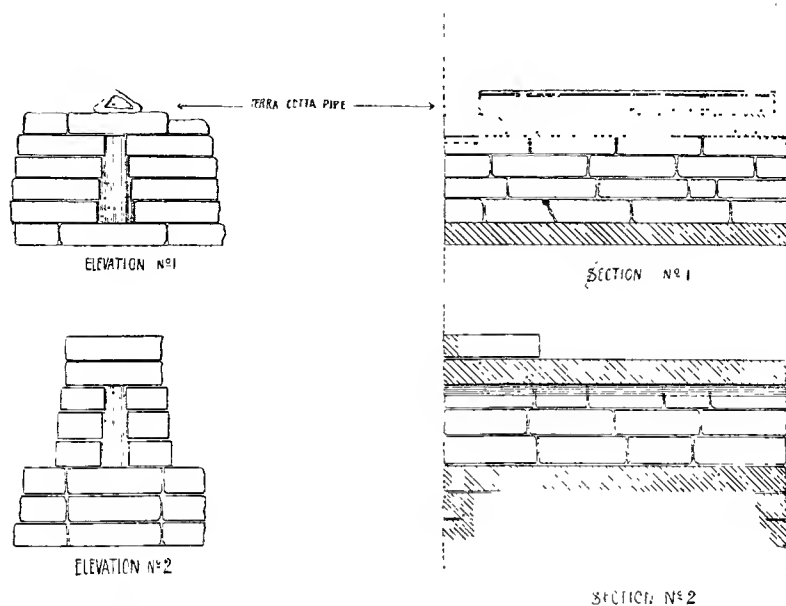 TERRA COTTA PIPE
ELEVATION Nº1
SECTION Nº1
ELEVATION Nº2
SECTION Nº2